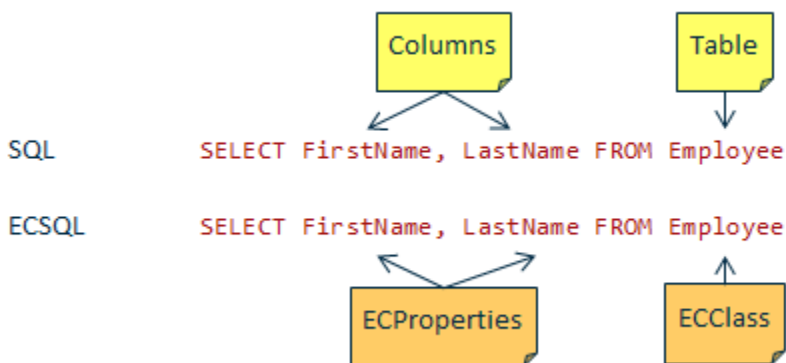 Columns Table
SQL SELECT FirstName, LastName FROM Employee
ECSQL SELECT FirstName, LastName FROM Employee
ECProperties ECClass